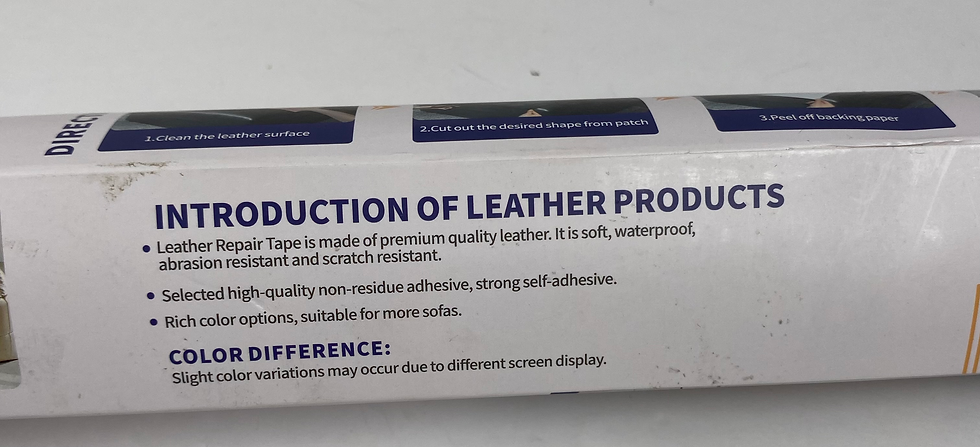 DIREC
1.Clean the leather surface
2.Cut out the desired shape from patch
3.Peel off backing paper
INTRODUCTION OF LEATHER PRODUCTS
• Leather Repair Tape is made of premium quality leather. It is soft, waterproof,
abrasion resistant and scratch resistant.
• Selected high-quality non-residue adhesive, strong self-adhesive.
• Rich color options, suitable for more sofas.
COLOR DIFFERENCE:
Slight color variations may occur due to different screen display.